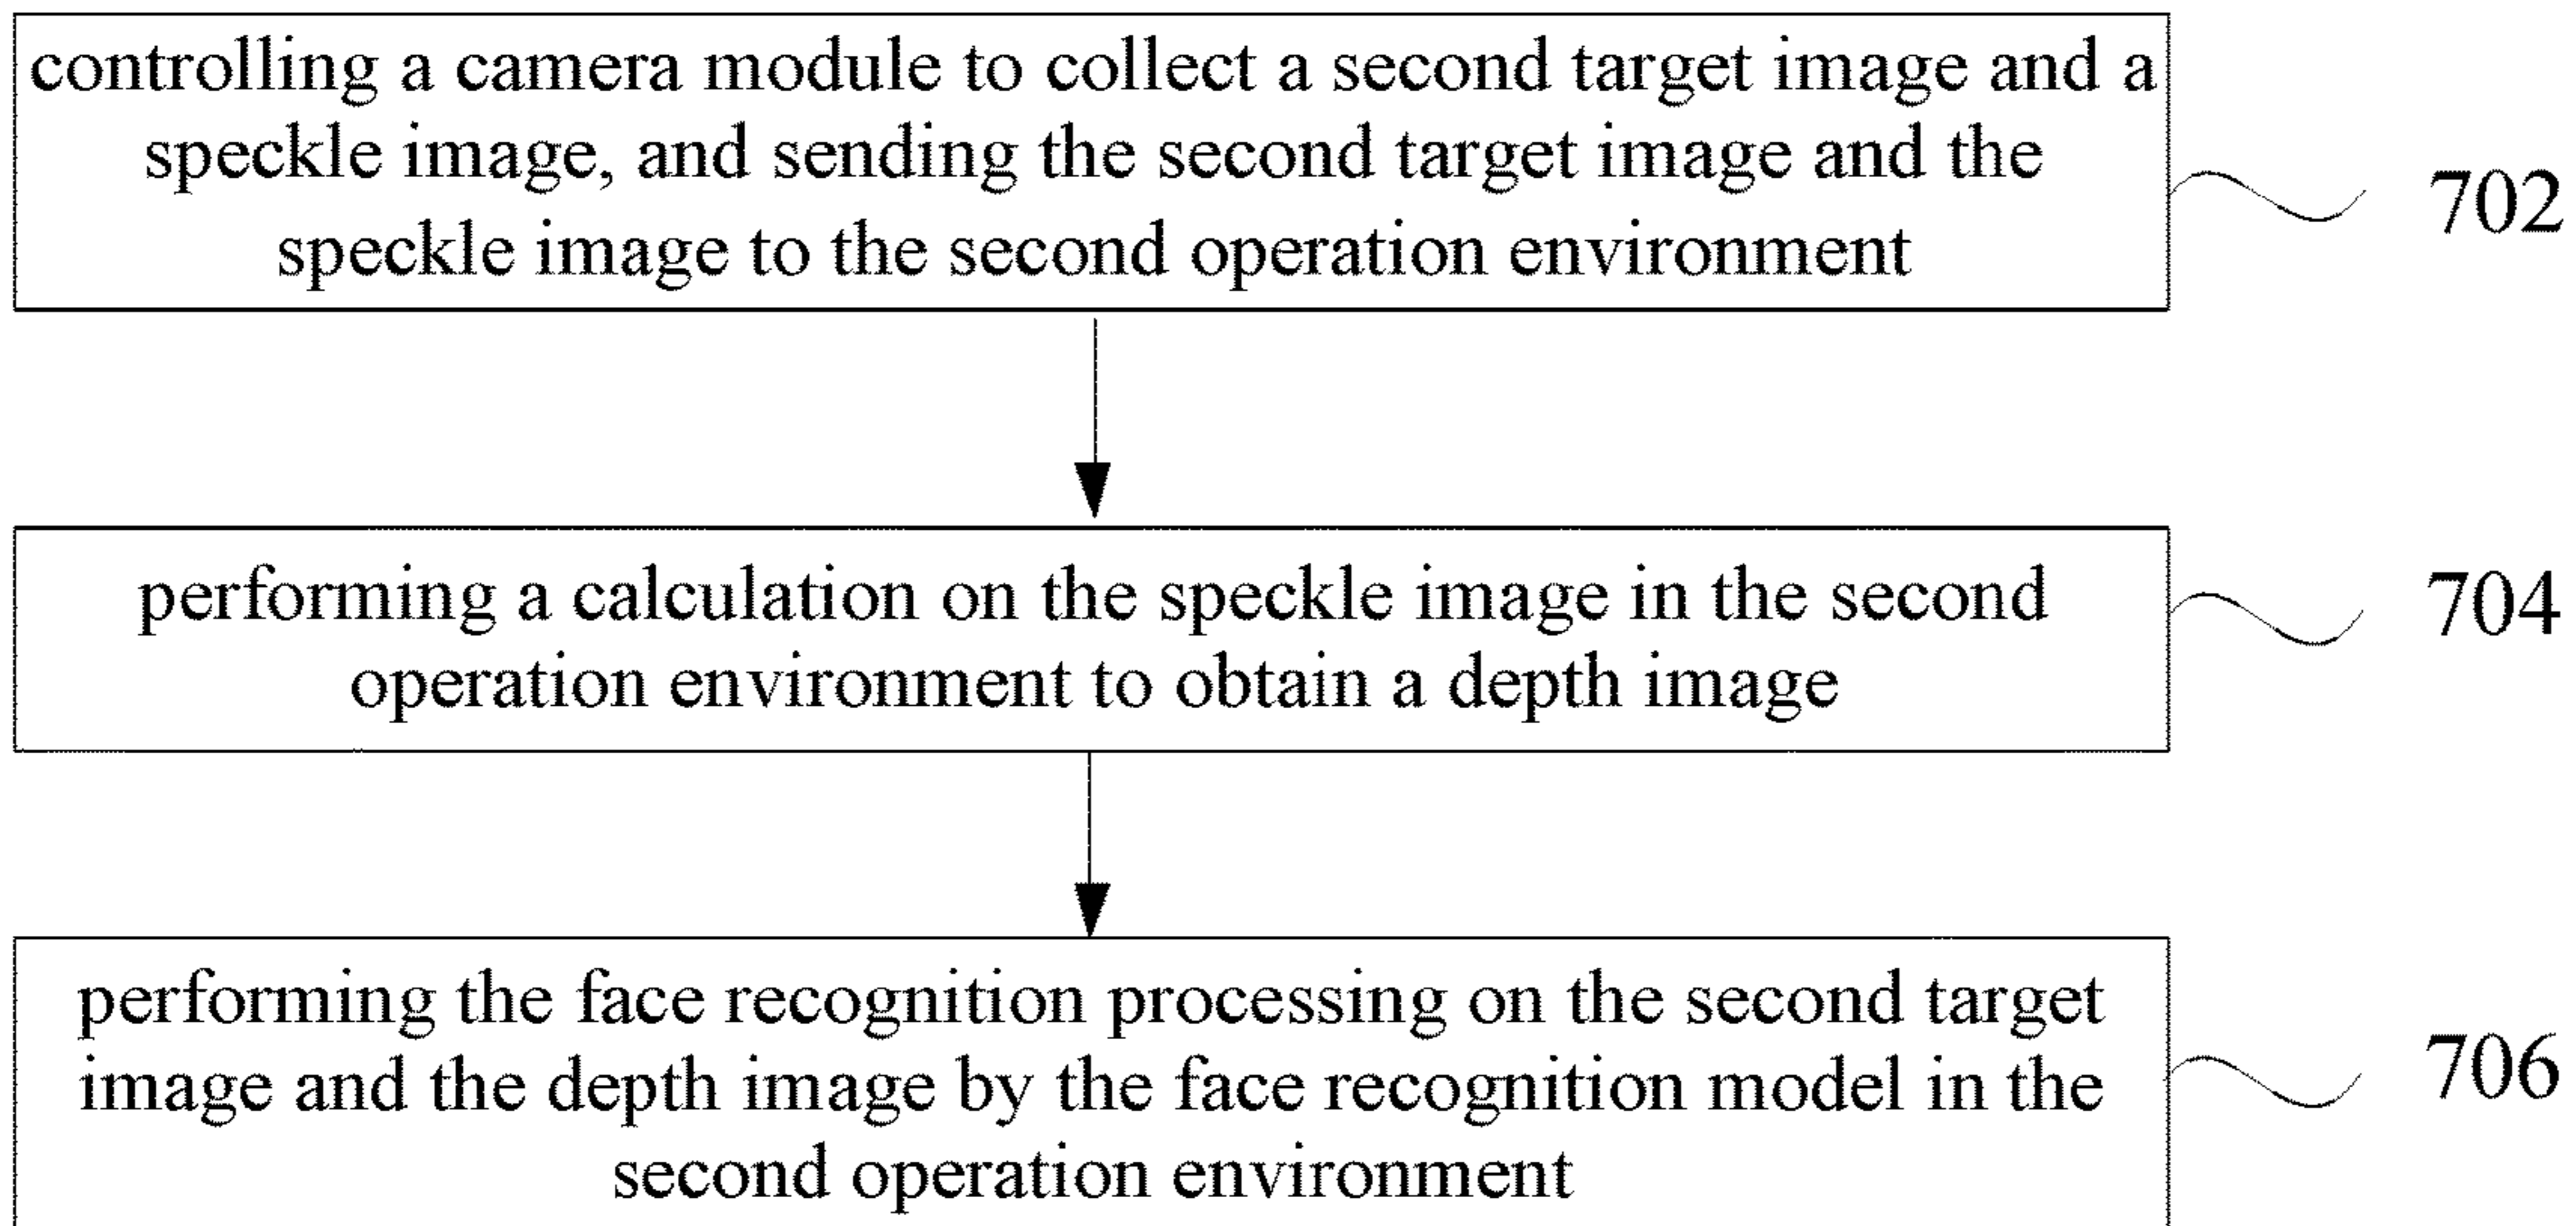 controlling a camera module to collect a second target image and a
speckle image, and sending the second target image and the
speckle image to the second operation environment
702
performing a calculation on the speckle image in the second
operation environment to obtain a depth image
704
performing the face recognition processing on the second target
image and the depth image by the face recognition model in the
second operation environment
706